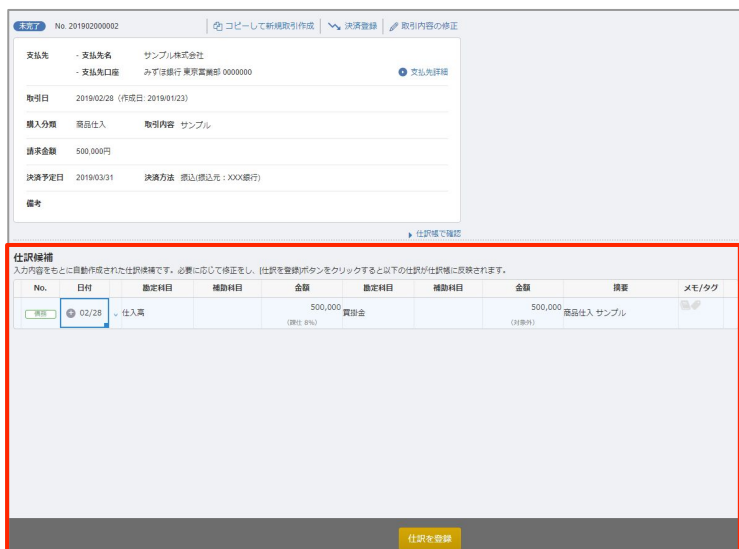 未完了 No. 201902000002 コピーして新規取引作成 決済登録 取引内容の修正
支払先 - 支払先名 サンプル株式会社
- 支払先口座 みずほ銀行 東京営業部 0000000 支払先詳細
取引日 2019/02/28（作成日: 2019/01/23）
購入分類 商品仕入 取引内容 サンプル
請求金額 500,000円
決済予定日 2019/03/31 決済方法 振込(振込元：XXX銀行)
備考
仕訳帳で確認
仕訳候補
入力内容をもとに自動作成された仕訳候補です。必要に応じて修正をし、[仕訳を登録]ボタンをクリックすると以下の仕訳が仕訳帳に反映されます。
No. 日付 勘定科目 補助科目 金額 勘定科目 補助科目 金額 摘要 メモ/タグ
02/28 仕入高 500,000 買掛金 500,000 商品仕入 サンプル
(課仕 8%) (対象外)
仕訳を登録